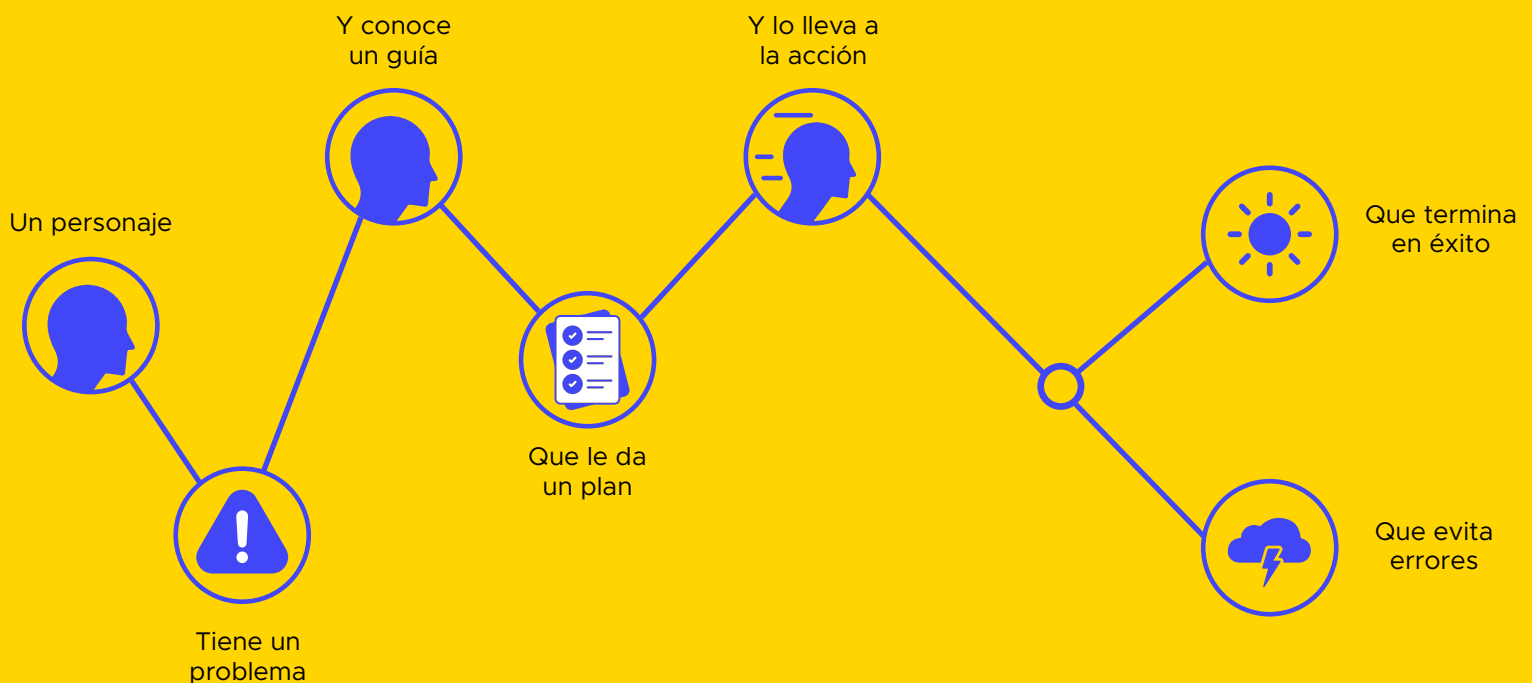 Un personaje
Tiene un
problema
Y conoce
un guía
Que le da
un plan
Y lo lleva a
la acción
Que termina
en éxito
Que evita
errores